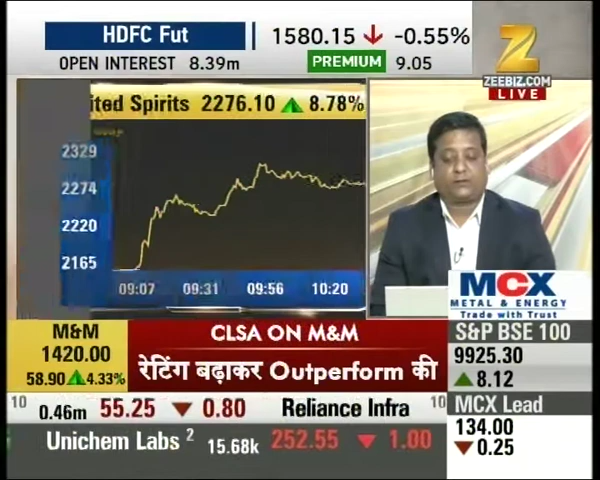 HDFC Fut
1580.15 -0.55%
OPEN INTEREST 8.39m
PREMIUM 9.05
ZEEBIZ.COM
LIVE
ited Spirits 2276.10 8.78%
2329
2274
2220
2165
09:07 09:31 09:56 10:20
MCX
METAL & ENERGY
Trade with Trust
M&M
1420.00
58.90 4.33%
CLSA ON M&M
रेटिंग बढ़ाकर Outperform की
S&P BSE 100
9925.30
8.12
MCX Lead
134.00
0.25
10 0.46m 55.25 0.80 Reliance Infra 10
Unichem Labs 2 15.68k 252.55 1.00